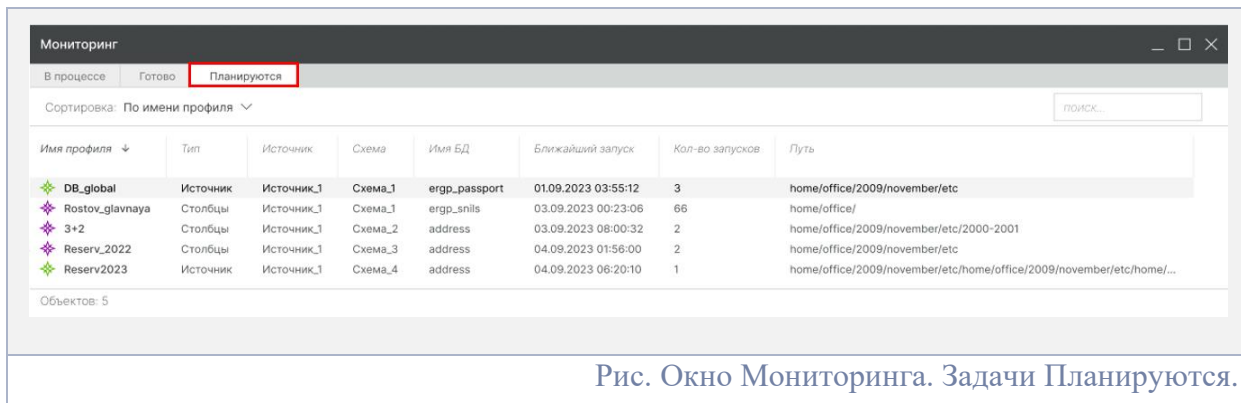 Мониторинг
В процессе Готово Планируются
Сортировка: По имени профиля поиск...
Имя профиля ↓ Тип Источник Схема Имя БД Ближайший запуск Кол-во запусков Путь
DB_global Источник Источник_1 Схема_1 ergp_passport 01.09.2023 03:55:12 3 home/office/2009/november/etc
Rostov_glavnaya Столбцы Источник_1 Схема_1 ergp_snils 03.09.2023 00:23:06 66 home/office/
3+2 Столбцы Источник_1 Схема_2 address 03.09.2023 08:00:32 2 home/office/2009/november/etc/2000-2001
Reserv_2022 Столбцы Источник_1 Схема_3 address 04.09.2023 01:56:00 2 home/office/2009/november/etc
Reserv2023 Источник Источник_1 Схема_4 address 04.09.2023 06:20:10 1 home/office/2009/november/etc/home/office/2009/november/etc/home/...
Объектов: 5
Рис. Окно Мониторинга. Задачи Планируются.